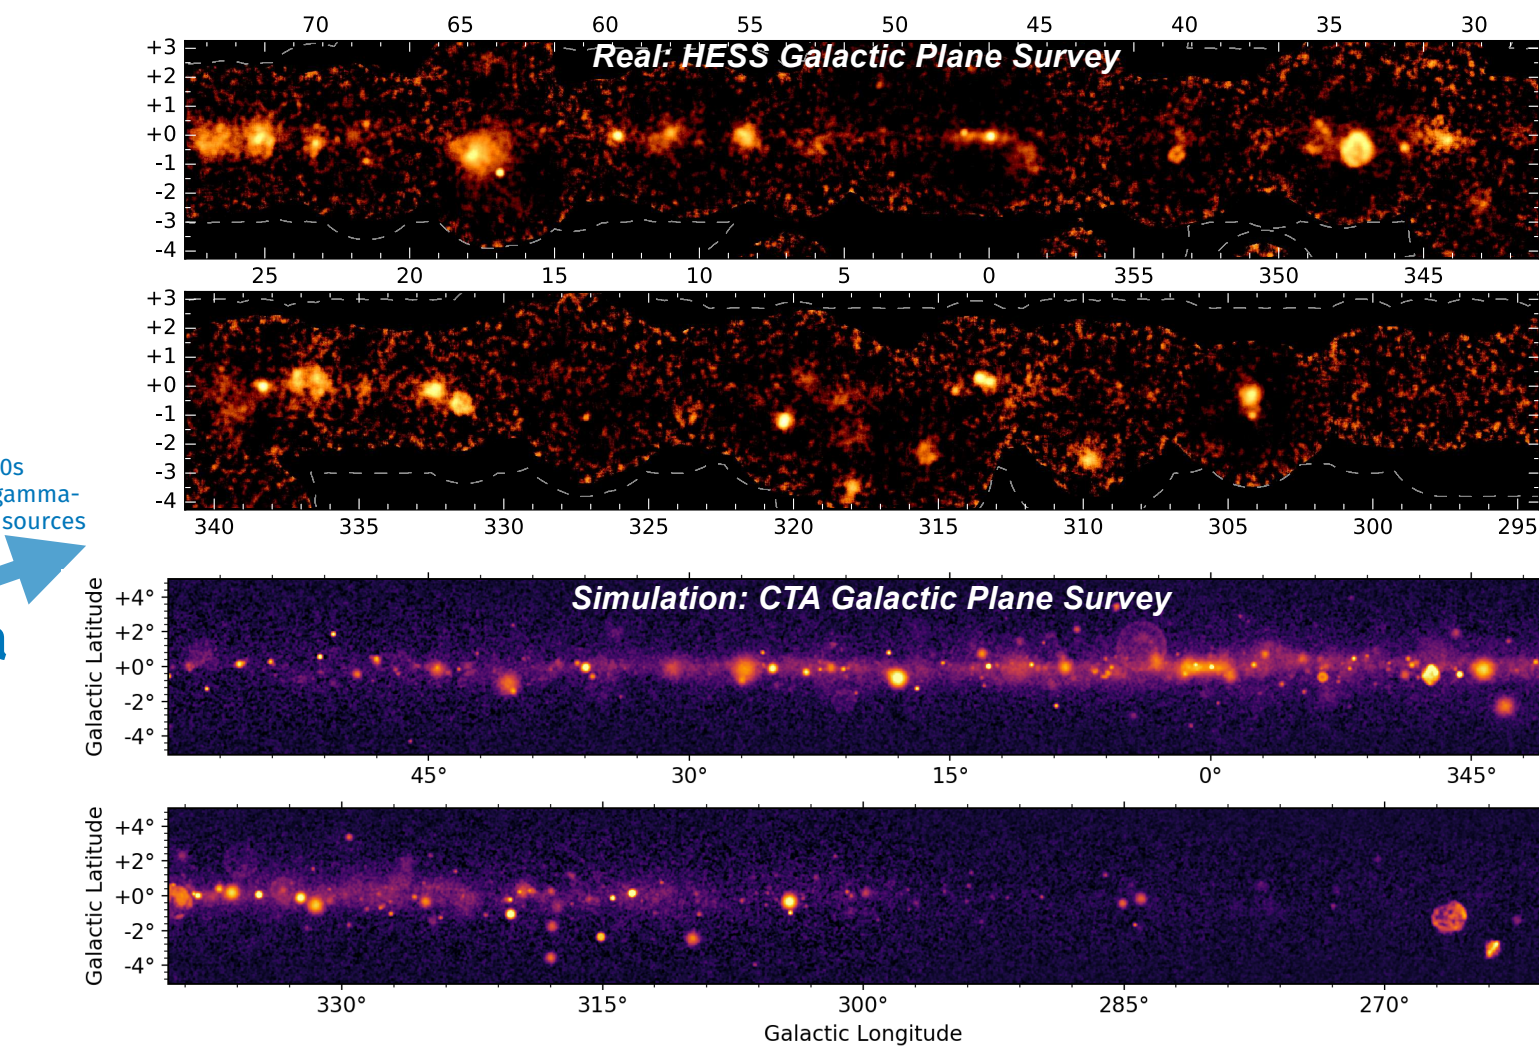 70 65 60 55 50 45 40 35 30
Real: HESS Galactic Plane Survey
+3
+2
+1
+0
-1
-2
-3
-4
25 20 15 10 5 0 355 350 345
+3
+2
+1
+0
-1
-2
-3
-4
340 335 330 325 320 315 310 305 300 295
0s
gamma-
sources
Simulation: CTA Galactic Plane Survey
Galactic Latitude
+4°
+2°
+0°
-2°
-4°
45° 30° 15° 0° 345°
Galactic Latitude
+4°
+2°
+0°
-2°
-4°
330° 315° 300° 285° 270°
Galactic Longitude